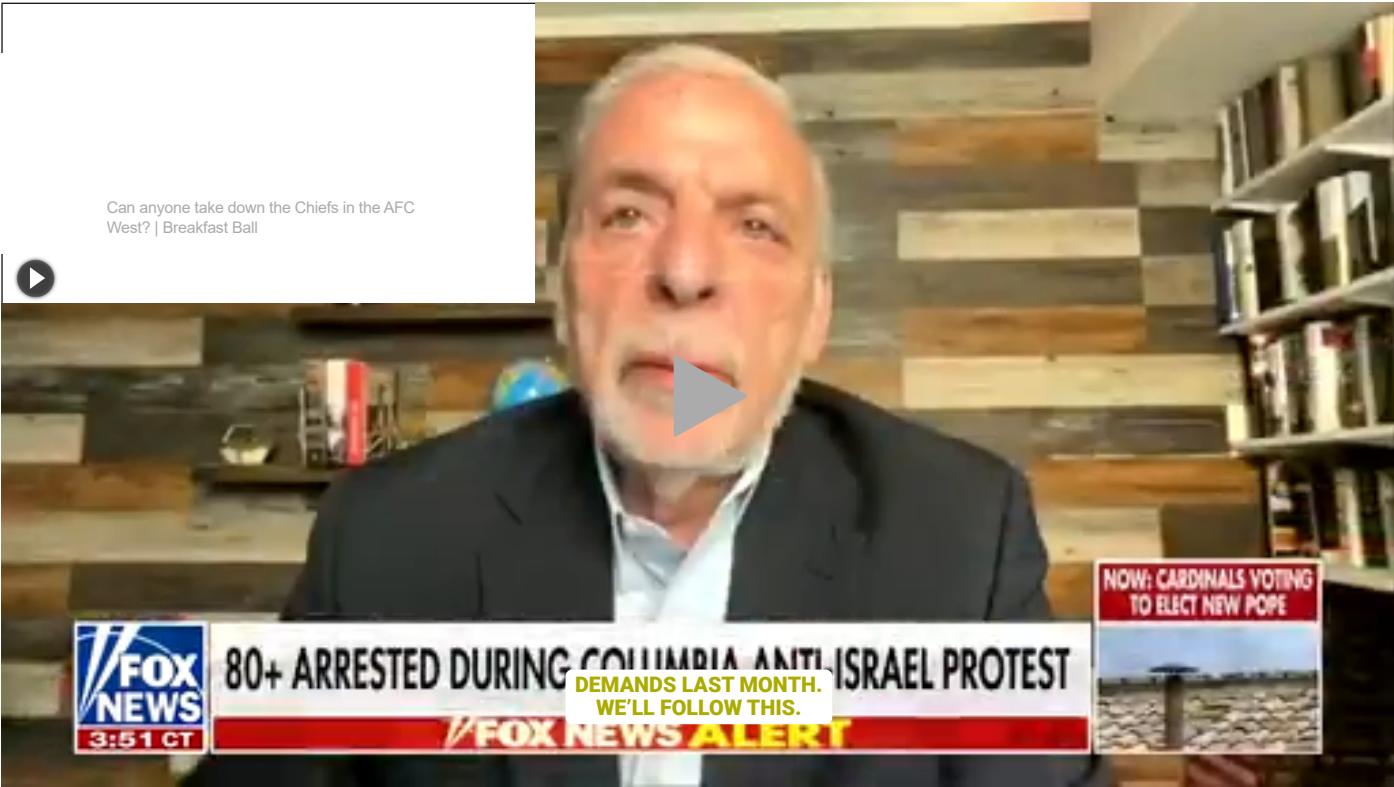 Can anyone take down the Chiefs in the AFC
West? | Breakfast Ball
NOW: CARDINALS VOTING
TO ELECT NEW POPE
FOX
NEWS
3:51 CT
80+ ARRESTED DURING COLUMBIA ANTI-ISRAEL PROTEST
DEMANDS LAST MONTH.
WE'LL FOLLOW THIS.
FOX NEWS ALERT